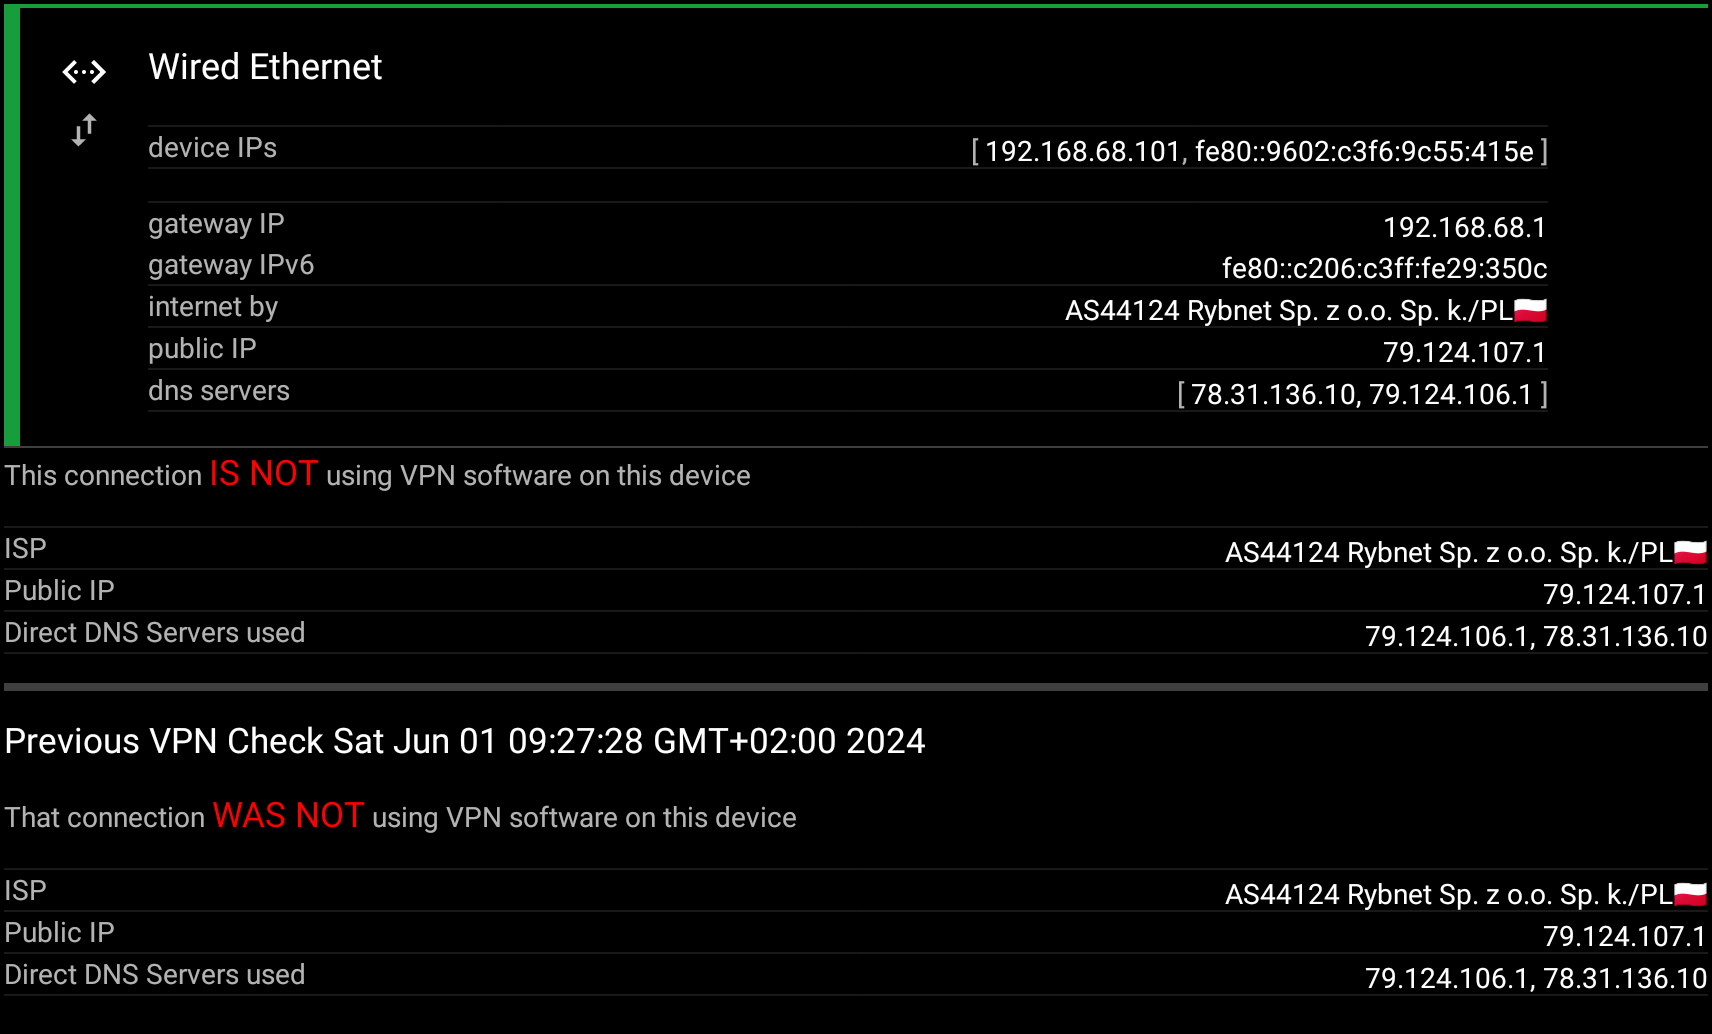 Wired Ethernet
device IPs [ 192.168.68.101, fe80::9602:c3f6:9c55:415e ]
gateway IP 192.168.68.1
gateway IPv6 fe80::c206:c3ff:fe29:350c
internet by AS44124 Rybnet Sp. z o.o. Sp. k./PL🇵🇱
public IP 79.124.107.1
dns servers [ 78.31.136.10, 79.124.106.1 ]
This connection IS NOT using VPN software on this device
ISP AS44124 Rybnet Sp. z o.o. Sp. k./PL🇵🇱
Public IP 79.124.107.1
Direct DNS Servers used 79.124.106.1, 78.31.136.10
Previous VPN Check Sat Jun 01 09:27:28 GMT+02:00 2024
That connection WAS NOT using VPN software on this device
ISP AS44124 Rybnet Sp. z o.o. Sp. k./PL🇵🇱
Public IP 79.124.107.1
Direct DNS Servers used 79.124.106.1, 78.31.136.10